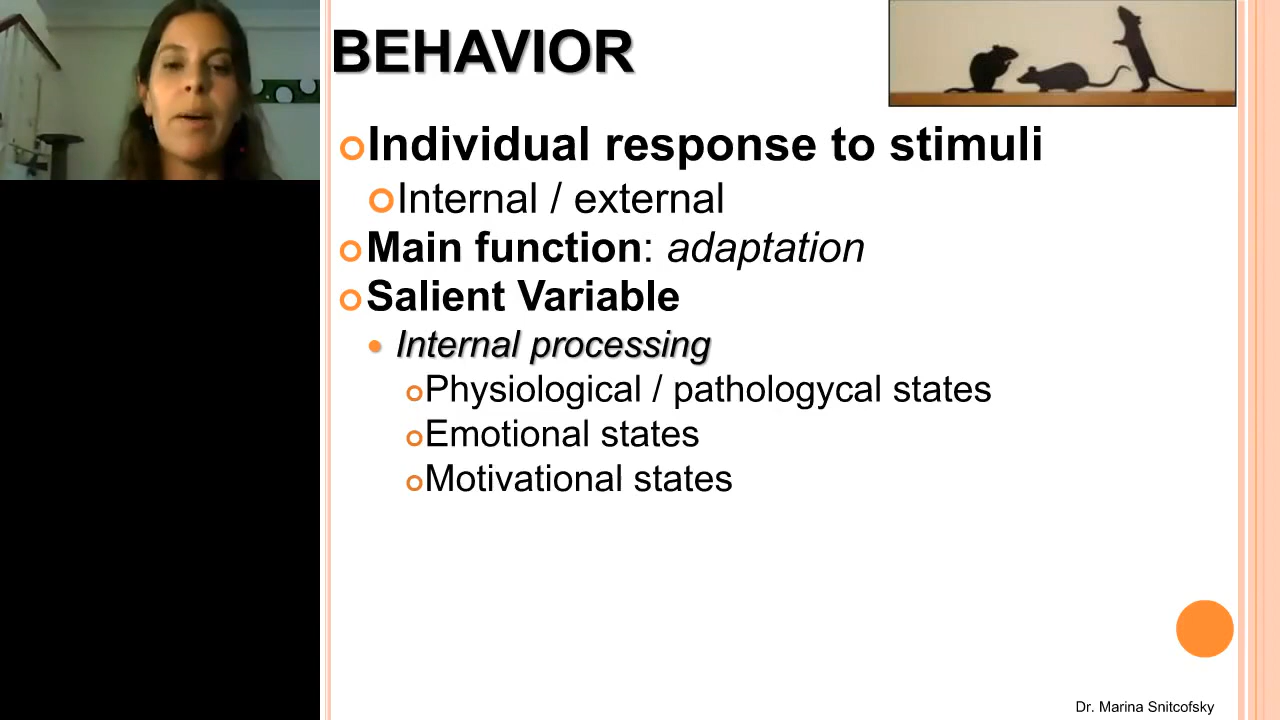 BEHAVIOR
Individual response to stimuli
Internal / external
Main function: adaptation
Salient Variable
Internal processing
Physiological / pathologycal states
Emotional states
Motivational states
Dr. Marina Snitcofsky